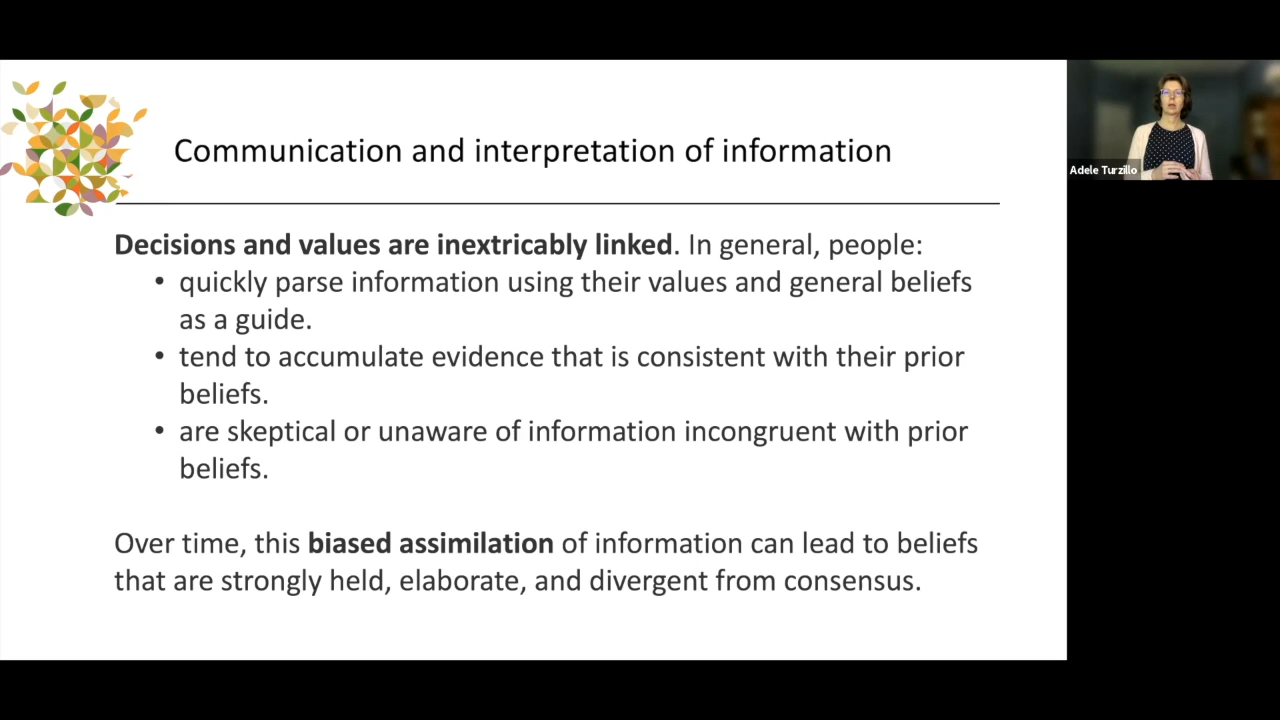 Communication and interpretation of information
Adele Turzillo
Decisions and values are inextricably linked. In general, people:
• quickly parse information using their values and general beliefs
as a guide.
• tend to accumulate evidence that is consistent with their prior
beliefs.
• are skeptical or unaware of information incongruent with prior
beliefs.
Over time, this biased assimilation of information can lead to beliefs
that are strongly held, elaborate, and divergent from consensus.